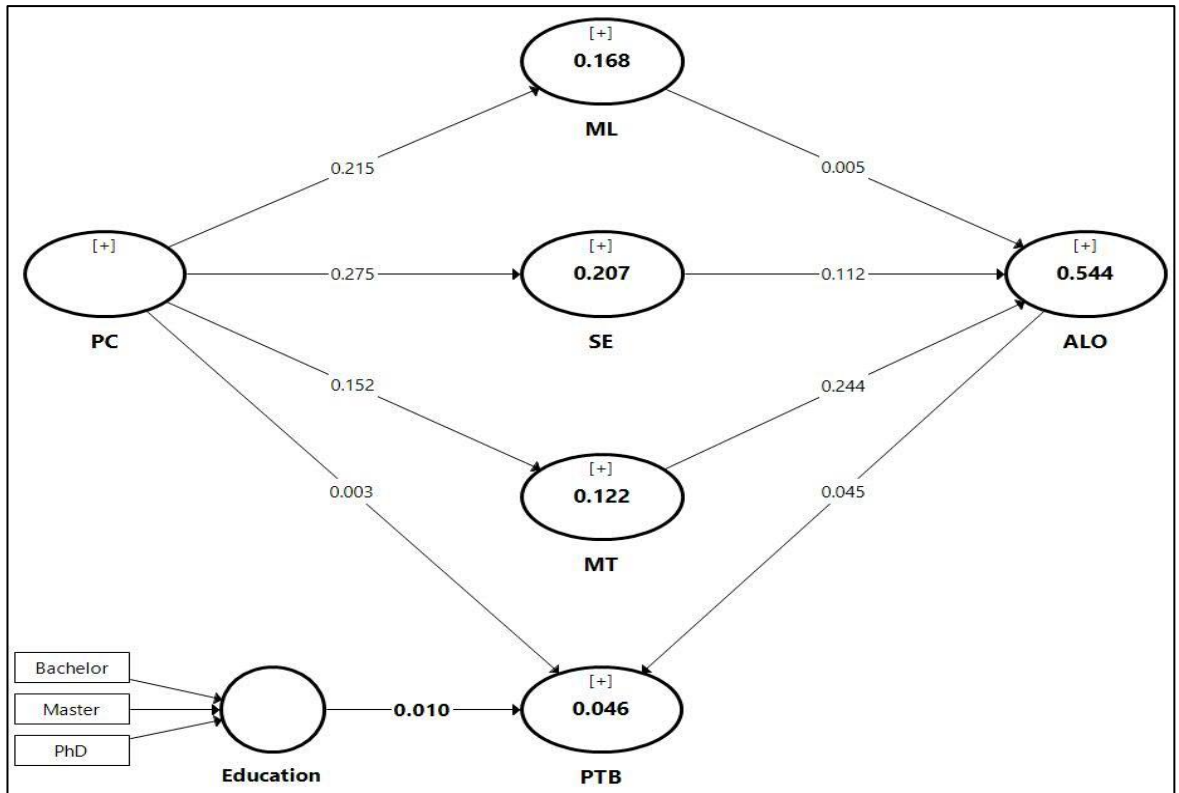 [+]
0.168
ML
0.215
0.005
[+]
PC
0.275
[+]
0.207
SE
0.112
[+]
0.544
ALO
0.152
0.244
[+]
0.122
MT
0.003
0.045
Bachelor
Master
PhD
Education
0.010
[+]
0.046
PTB